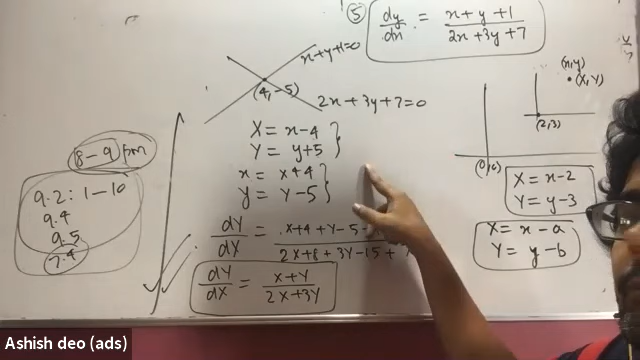 ⑤ dy/dx = x+y+1 / 2x+3y+7
x+y+1=0
(4,-5)
2x+3y+7=0
X = x-4
Y = y+5
x = X+4
y = Y-5
dY/dX = X+4+Y-5 / 2X+8+3Y-15+
dY/dX = X+Y / 2X+3Y
8-9 pm
9.2: 1-10
9.4
9.5
(x,y)
(X,Y)
(2,3)
(0,0)
X = x-2
Y = y-3
X = x-a
Y = y-b
Ashish deo (ads)